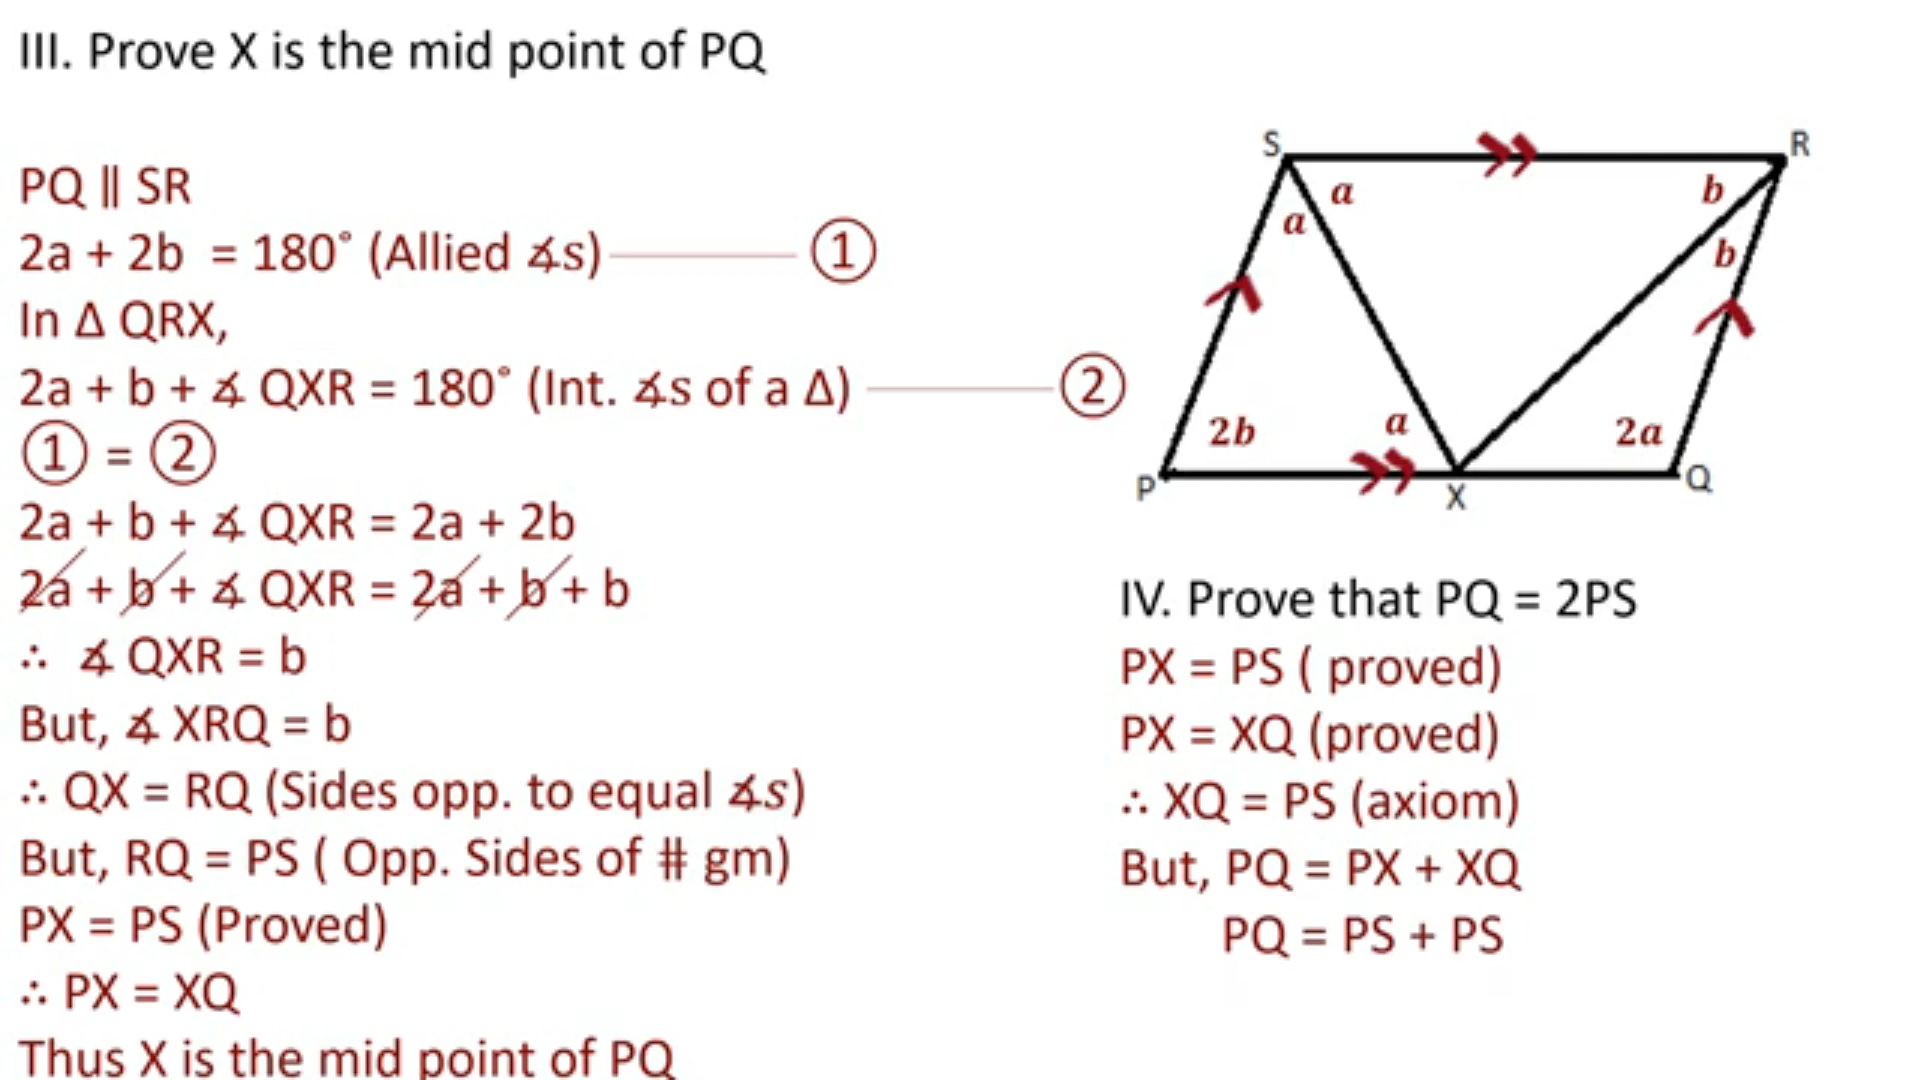 III. Prove X is the mid point of PQ
PQ ǁ SR
2a + 2b = 180˚ (Allied ∡s) ①
In Δ QRX,
2a + b + ∡ QXR = 180˚ (Int. ∡s of a Δ) ②
① = ②
2a + b + ∡ QXR = 2a + 2b
2a + b + ∡ QXR = 2a + b + b
∴ ∡ QXR = b
But, ∡ XRQ = b
∴ QX = RQ (Sides opp. to equal ∡s)
But, RQ = PS ( Opp. Sides of # gm)
PX = PS (Proved)
∴ PX = XQ
Thus X is the mid point of PQ
S
R
a
b
a
b
2b
a
2a
P
X
Q
IV. Prove that PQ = 2PS
PX = PS ( proved)
PX = XQ (proved)
∴ XQ = PS (axiom)
But, PQ = PX + XQ
PQ = PS + PS